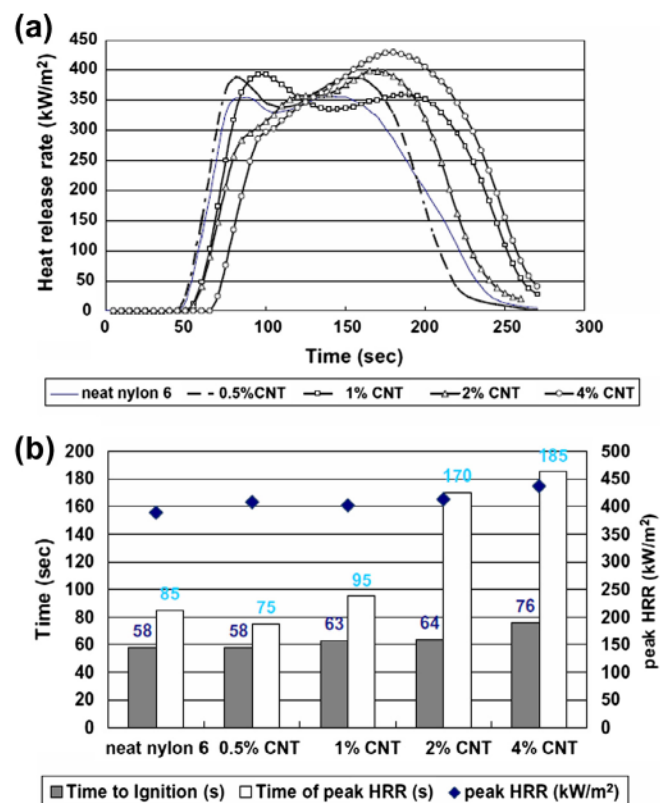 (a)
Heat release rate (kW/m²)
450
400
350
300
250
200
150
100
50
0
0 50 100 150 200 250 300
Time (sec)
neat nylon 6 0.5%CNT 1% CNT 2% CNT 4% CNT
(b)
Time (sec)
200
180
160
140
120
100
80
60
40
20
0
58 85 58 75 63 95 64 170 76 185
500
450
400
350
300
250
200
150
100
50
0
peak HRR (kW/m²)
neat nylon 6 0.5% CNT 1% CNT 2% CNT 4% CNT
Time to Ignition (s) Time of peak HRR (s) peak HRR (kW/m²)